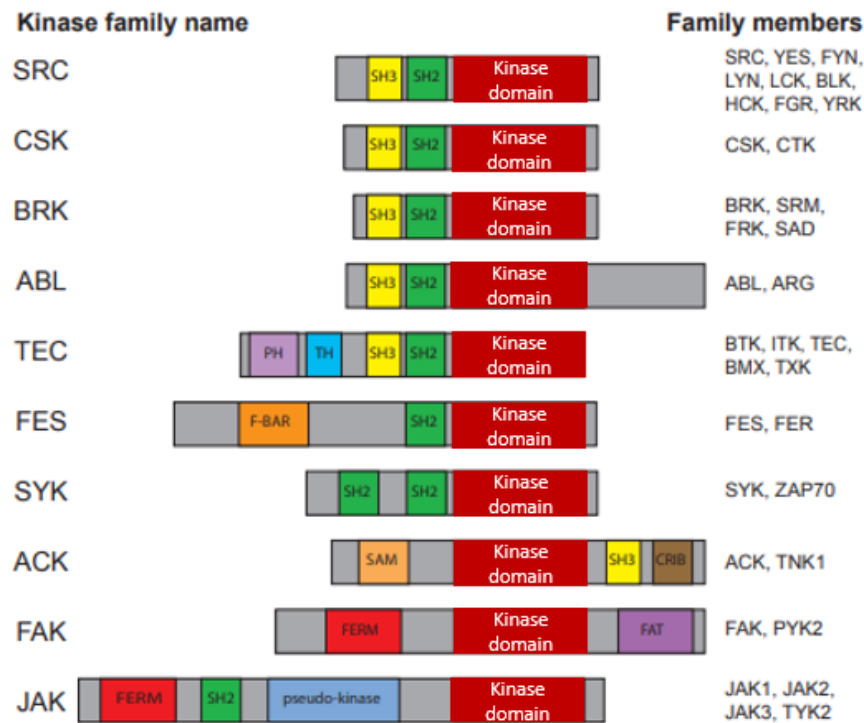 Kinase family name
Family members
SRC
SH3
SH2
Kinase
domain
SRC, YES, FYN,
LYN, LCK, BLK,
HCK, FGR, YRK
CSK
SH3
SH2
Kinase
domain
CSK, CTK
BRK
SH3
SH2
Kinase
domain
BRK, SRM,
FRK, SAD
ABL
SH3
SH2
Kinase
domain
ABL, ARG
TEC
PH
TH
SH3
SH2
Kinase
domain
BTK, ITK, TEC,
BMX, TXK
FES
F-BAR
SH2
Kinase
domain
FES, FER
SYK
SH2
SH2
Kinase
domain
SYK, ZAP70
ACK
SAM
Kinase
domain
SH3
CRIB
ACK, TNK1
FAK
FERM
Kinase
domain
FAT
FAK, PYK2
JAK
FERM
SH2
pseudo-kinase
Kinase
domain
JAK1, JAK2,
JAK3, TYK2